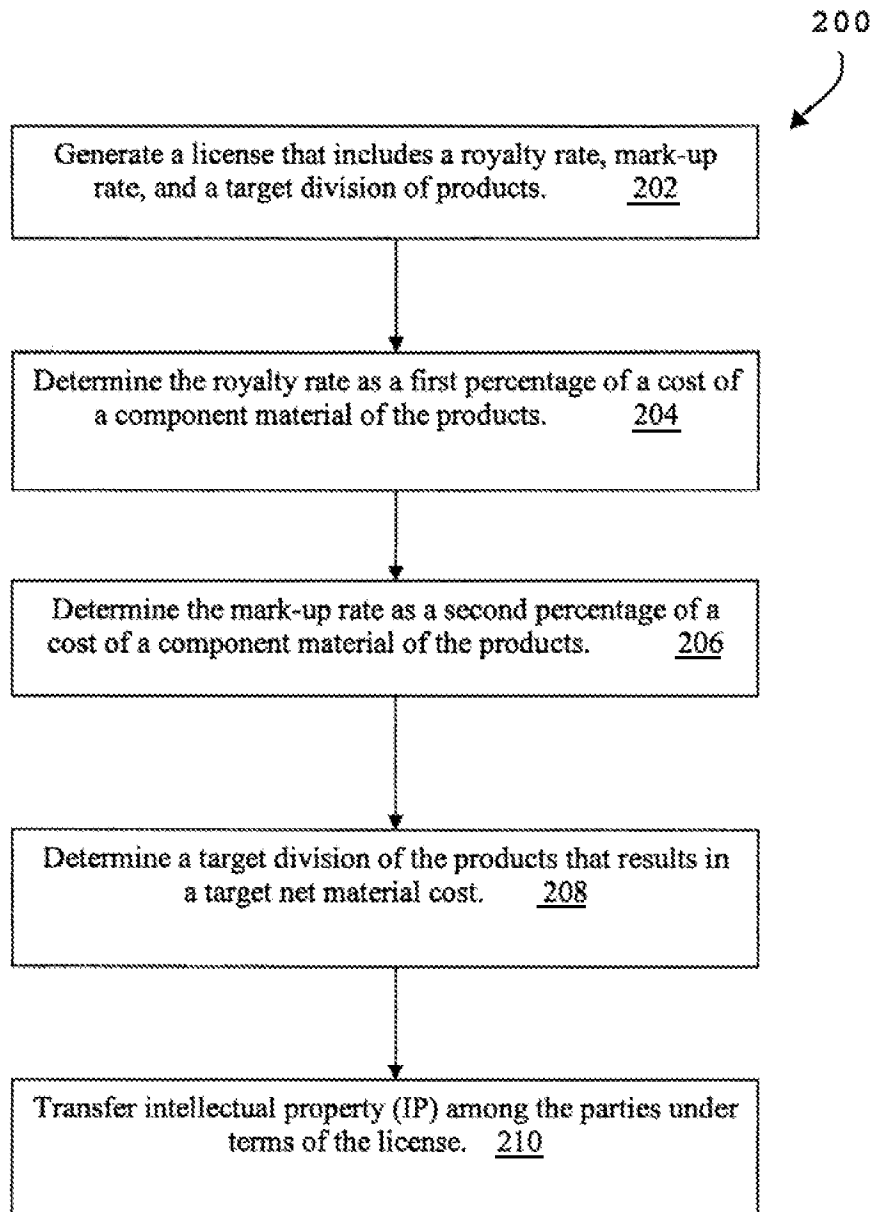 200
Generate a license that includes a royalty rate, mark-up
rate, and a target division of products. 202
Determine the royalty rate as a first percentage of a cost of
a component material of the products. 204
Determine the mark-up rate as a second percentage of a
cost of a component material of the products. 206
Determine a target division of the products that results in
a target net material cost. 208
Transfer intellectual property (IP) among the parties under
terms of the license. 210